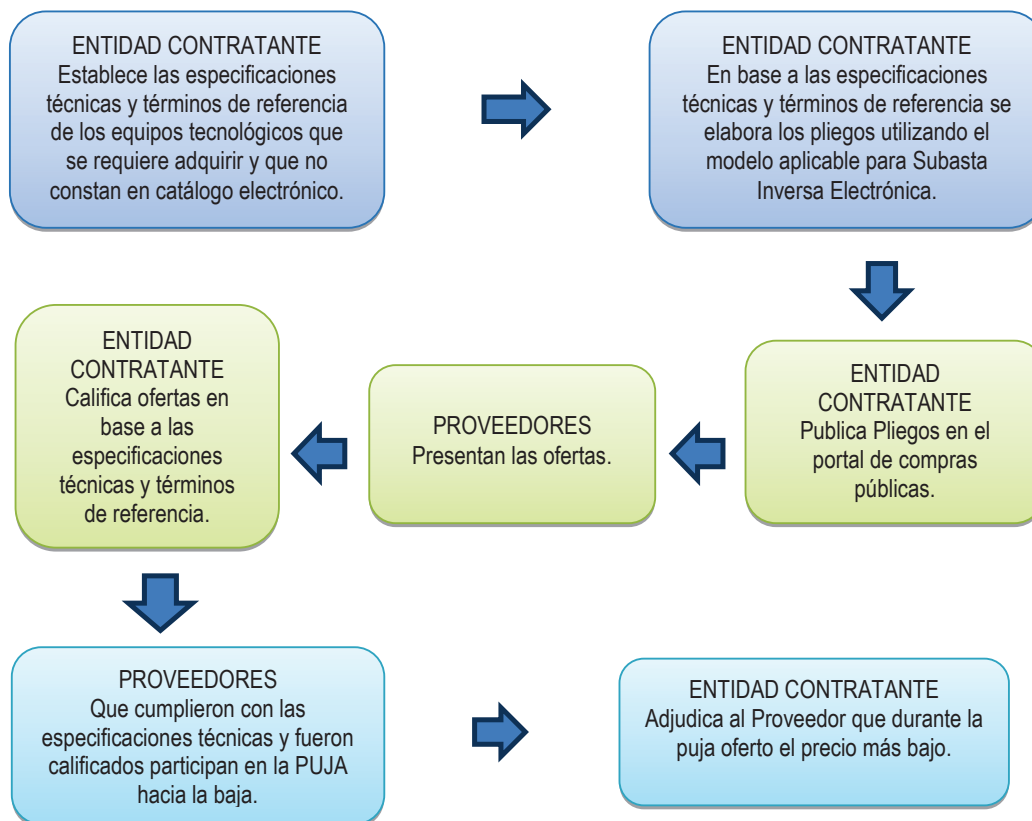 ENTIDAD CONTRATANTE
Establece las especificaciones
técnicas y términos de referencia
de los equipos tecnológicos que
se requiere adquirir y que no
constan en catálogo electrónico.
ENTIDAD CONTRATANTE
En base a las especificaciones
técnicas y términos de referencia se
elabora los pliegos utilizando el
modelo aplicable para Subasta
Inversa Electrónica.
ENTIDAD
CONTRATANTE
Publica Pliegos en el
portal de compras
públicas.
PROVEEDORES
Presentan las ofertas.
ENTIDAD
CONTRATANTE
Califica ofertas en
base a las
especificaciones
técnicas y términos
de referencia.
PROVEEDORES
Que cumplieron con las
especificaciones técnicas y fueron
calificados participan en la PUJA
hacia la baja.
ENTIDAD CONTRATANTE
Adjudica al Proveedor que durante la
puja oferto el precio más bajo.